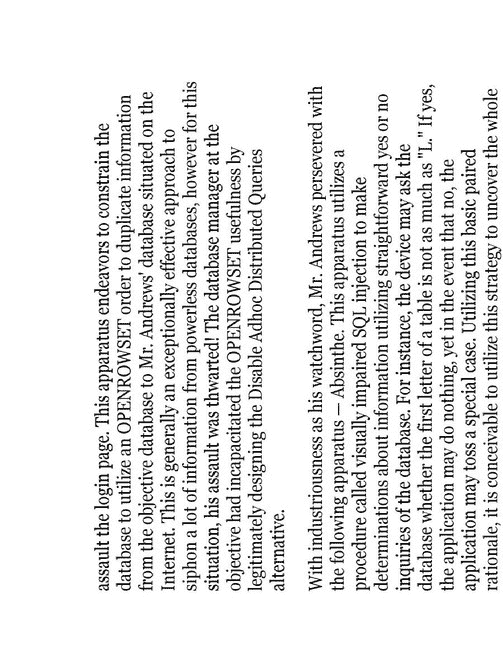 assault the login page. This apparatus endeavors to constrain the
database to utilize an OPENROWSET order to duplicate information
from the objective database to Mr. Andrews' database situated on the
Internet. This is generally an exceptionally effective approach to
siphon a lot of information from powerless databases, however for this
situation, his assault was thwarted! The database manager at the
objective had incapacitated the OPENROWSET usefulness by
legitimately designing the Disable Adhoc Distributed Queries
alternative.
With industriousness as his watchword, Mr. Andrews persevered with
the following apparatus — Absinthe. This apparatus utilizes a
procedure called visually impaired SQL injection to make
determinations about information utilizing straightforward yes or no
inquiries of the database. For instance, the device may ask the
database whether the first letter of a table is not as much as "L." If yes,
the application may do nothing, yet in the event that no, the
application may toss a special case. Utilizing this basic paired
rationale, it is conceivable to utilize this strategy to uncover the whole